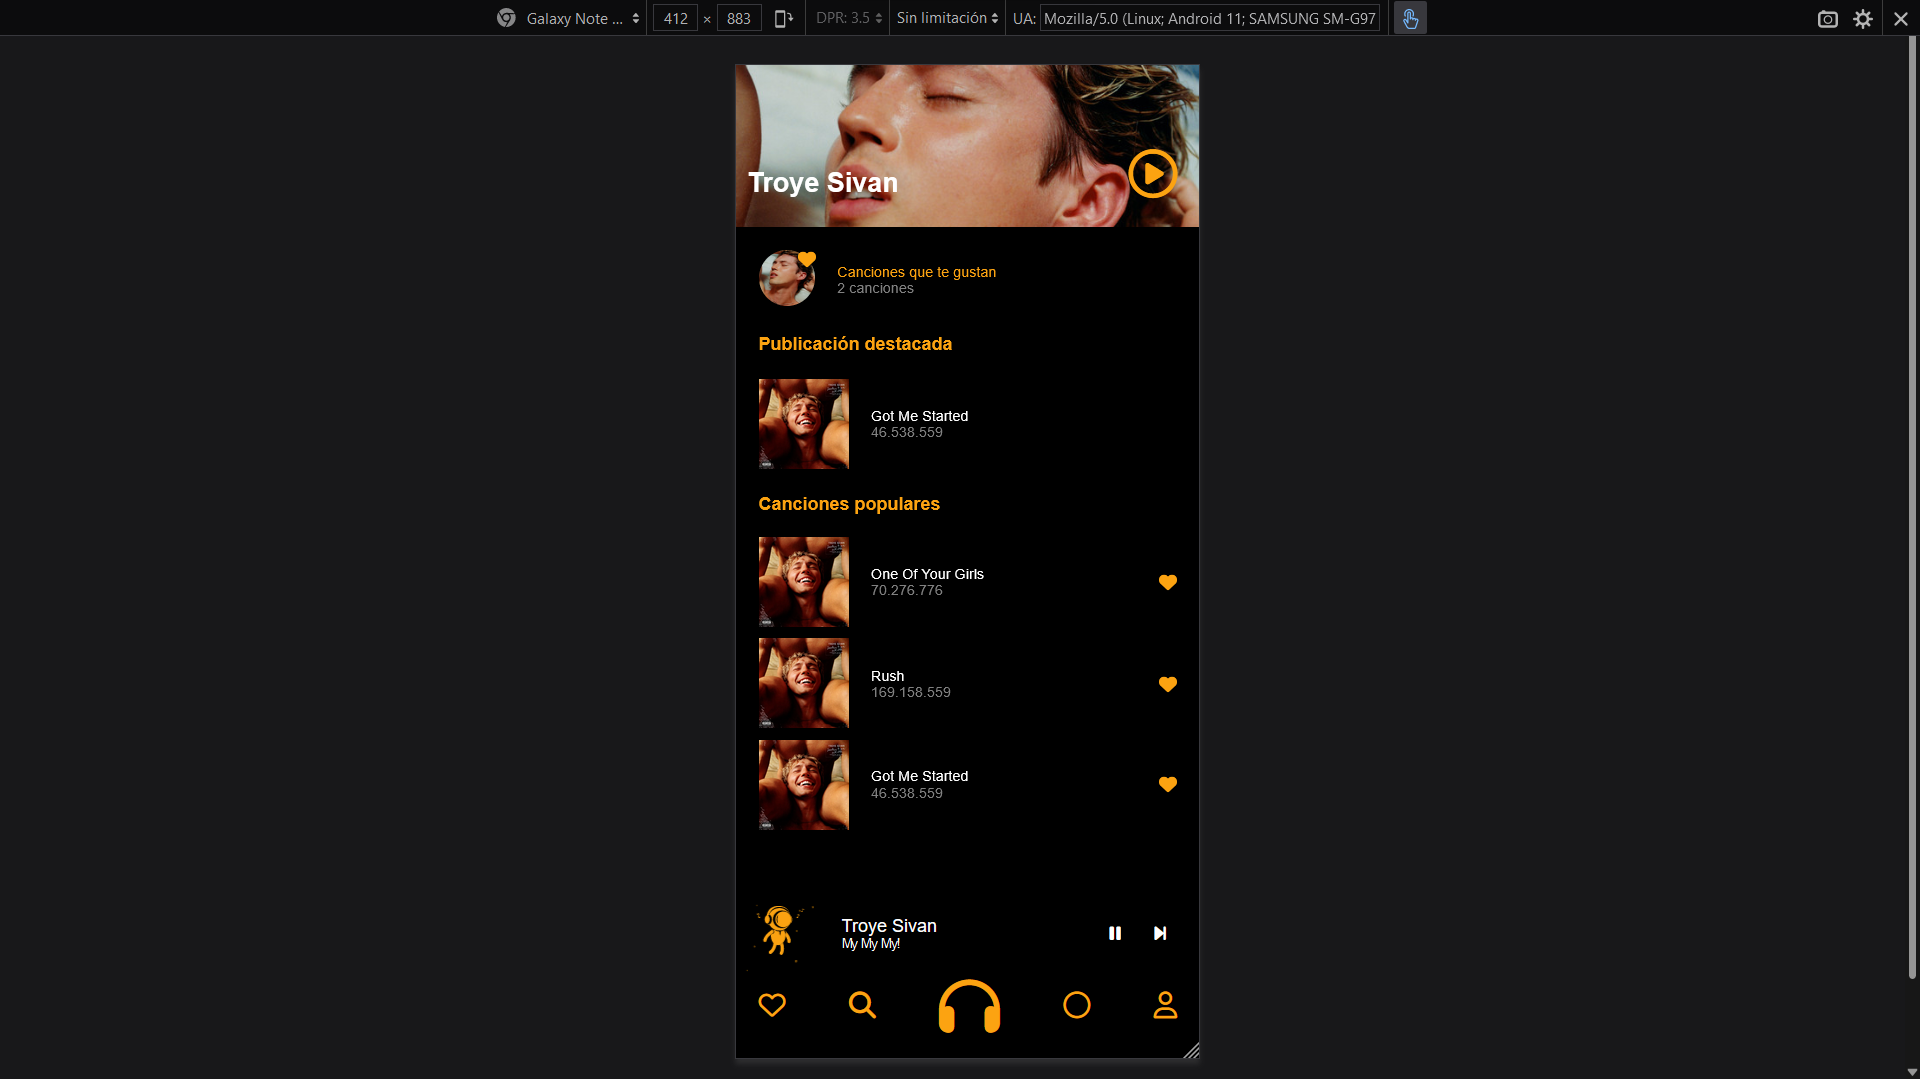 Galaxy Note ...
412 × 883
DPR: 3.5
Sin limitación
UA: Mozilla/5.0 (Linux; Android 11; SAMSUNG SM-G97
Troye Sivan
Canciones que te gustan
2 canciones
Publicación destacada
Got Me Started
46.538.559
Canciones populares
One Of Your Girls
70.276.776
Rush
169.158.559
Got Me Started
46.538.559
Troye Sivan
My My My!